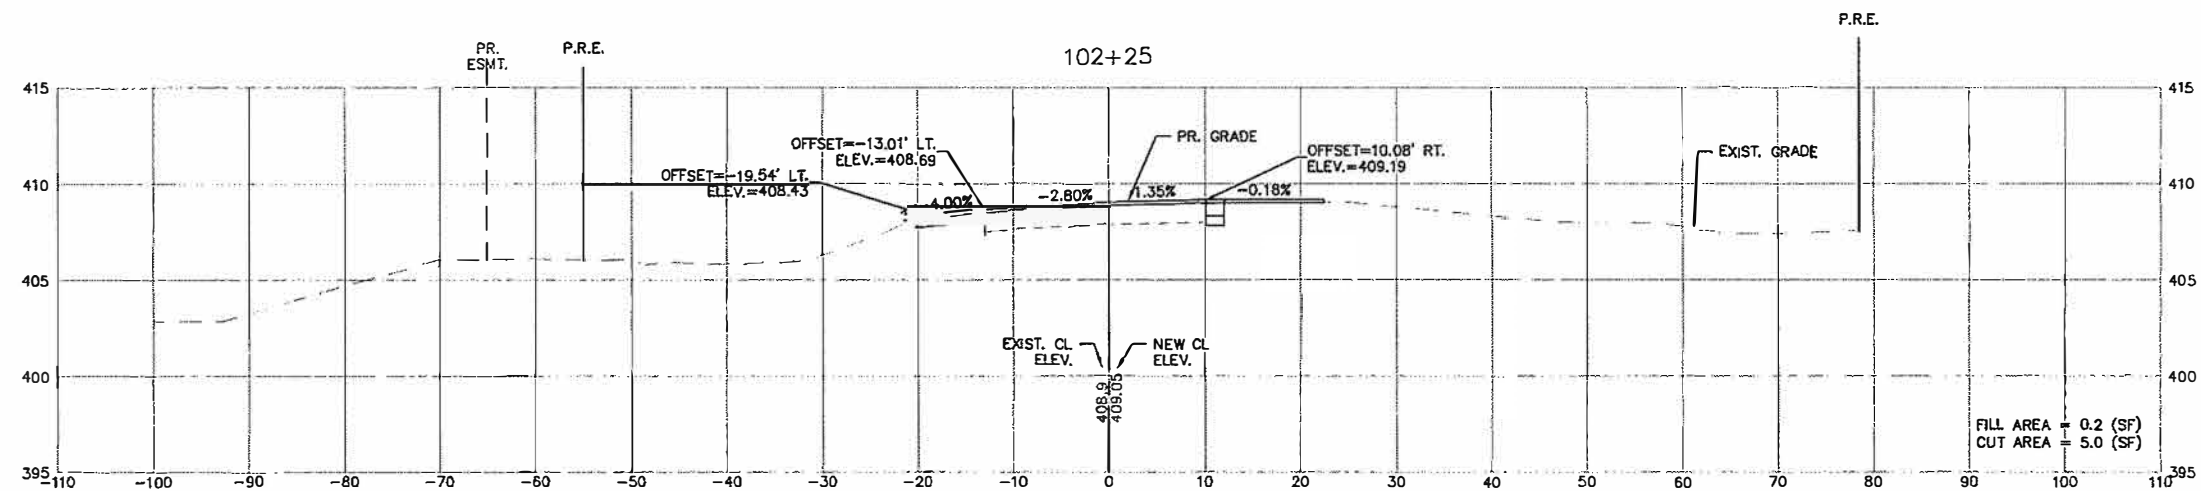 P.R.E.
PR.
ESMT.
P.R.E.
102+25
415
415
OFFSET=-13.01' LT.
ELEV.=408.69
PR. GRADE
OFFSET=10.08' RT.
ELEV.=409.19
EXIST. GRADE
OFFSET=-19.54' LT.
ELEV.=408.43
410
410
-4.00%
-2.80%
1.35%
-0.18%
405
405
EXIST. CL
ELEV.
NEW CL
ELEV.
400
400
408.9
409.05
FILL AREA = 0.2 (SF)
CUT AREA = 5.0 (SF)
395
395
-110 -100 -90 -80 -70 -60 -50 -40 -30 -20 -10 0 10 20 30 40 50 60 70 80 90 100 110